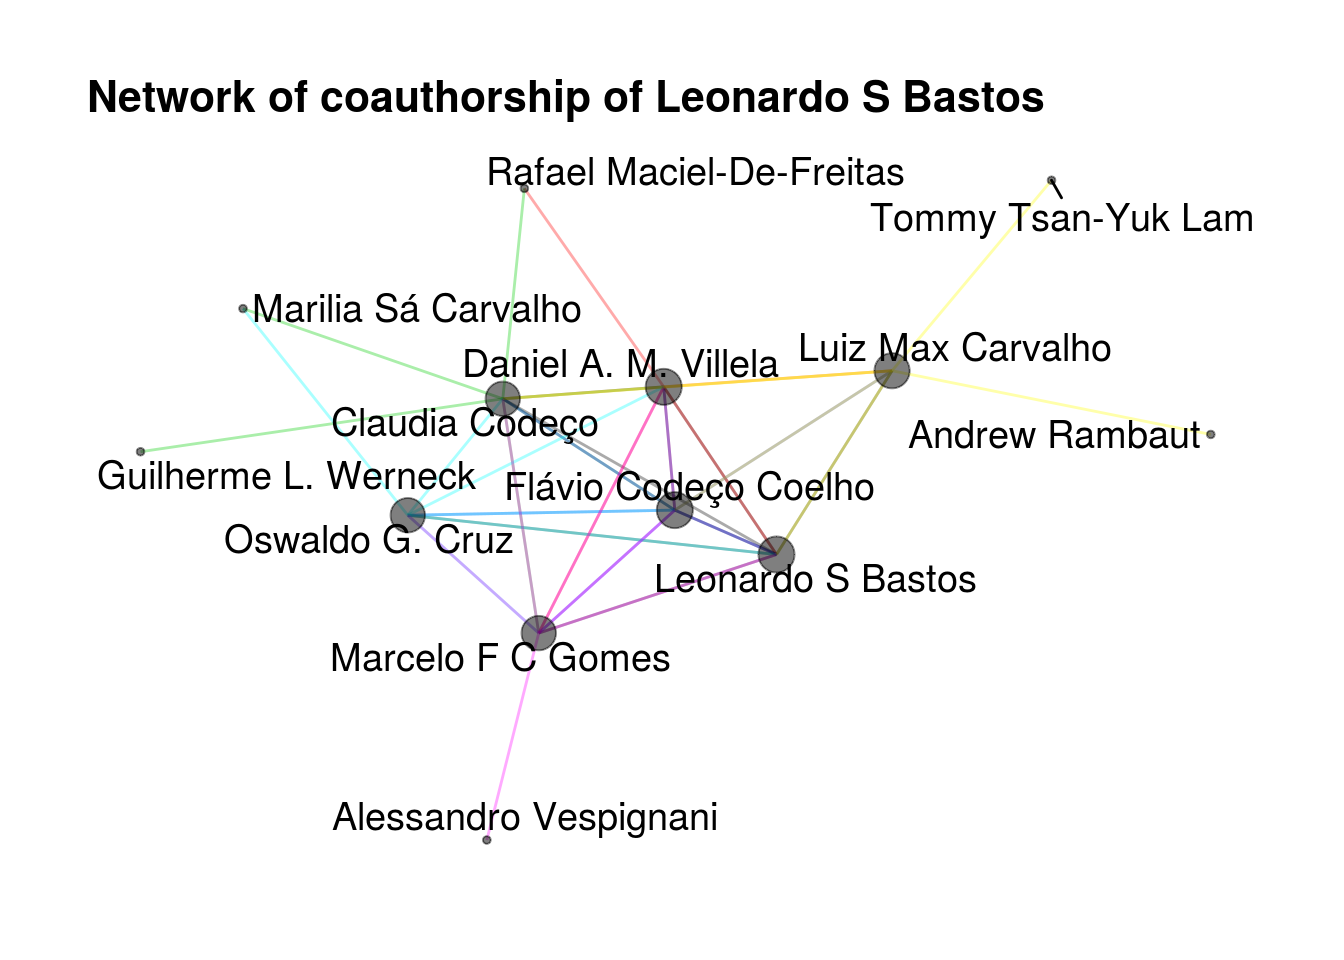 Network of coauthorship of Leonardo S Bastos
Rafael Maciel-De-Freitas
Tommy Tsan-Yuk Lam
Marilia Sá Carvalho
Luiz Max Carvalho
Daniel A. M. Villela
Claudia Codeço
Andrew Rambaut
Guilherme L. Werneck
Flávio Codeço Coelho
Oswaldo G. Cruz
Leonardo S Bastos
Marcelo F C Gomes
Alessandro Vespignani